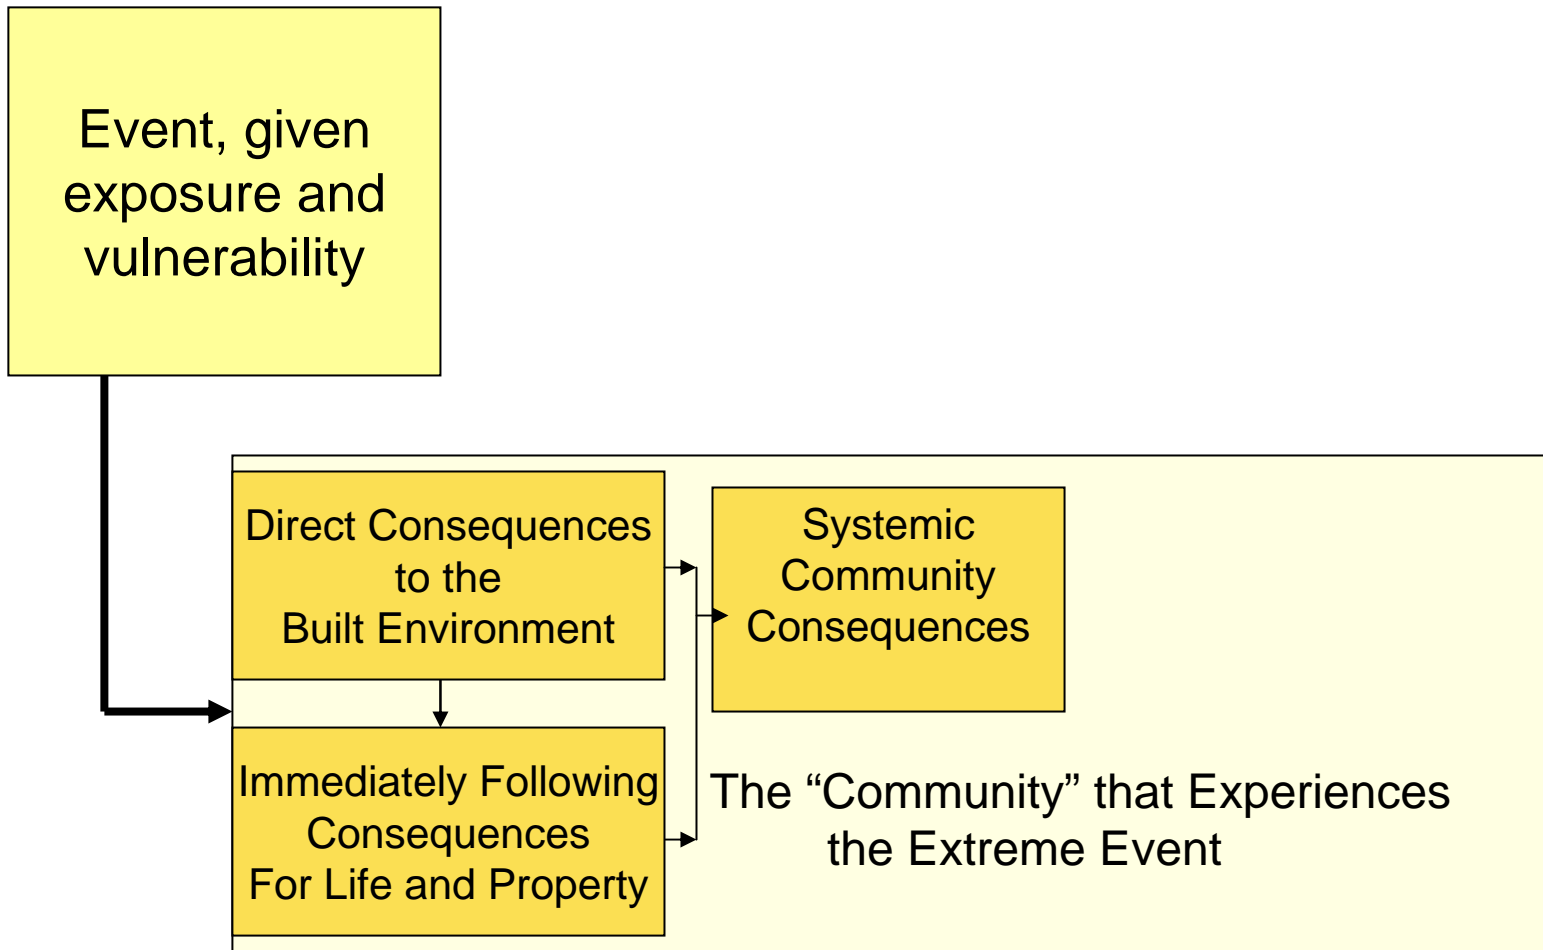 Event, given
exposure and
vulnerability
Direct Consequences
to the
Built Environment
Systemic
Community
Consequences
Immediately Following
Consequences
For Life and Property
The “Community” that Experiences
the Extreme Event